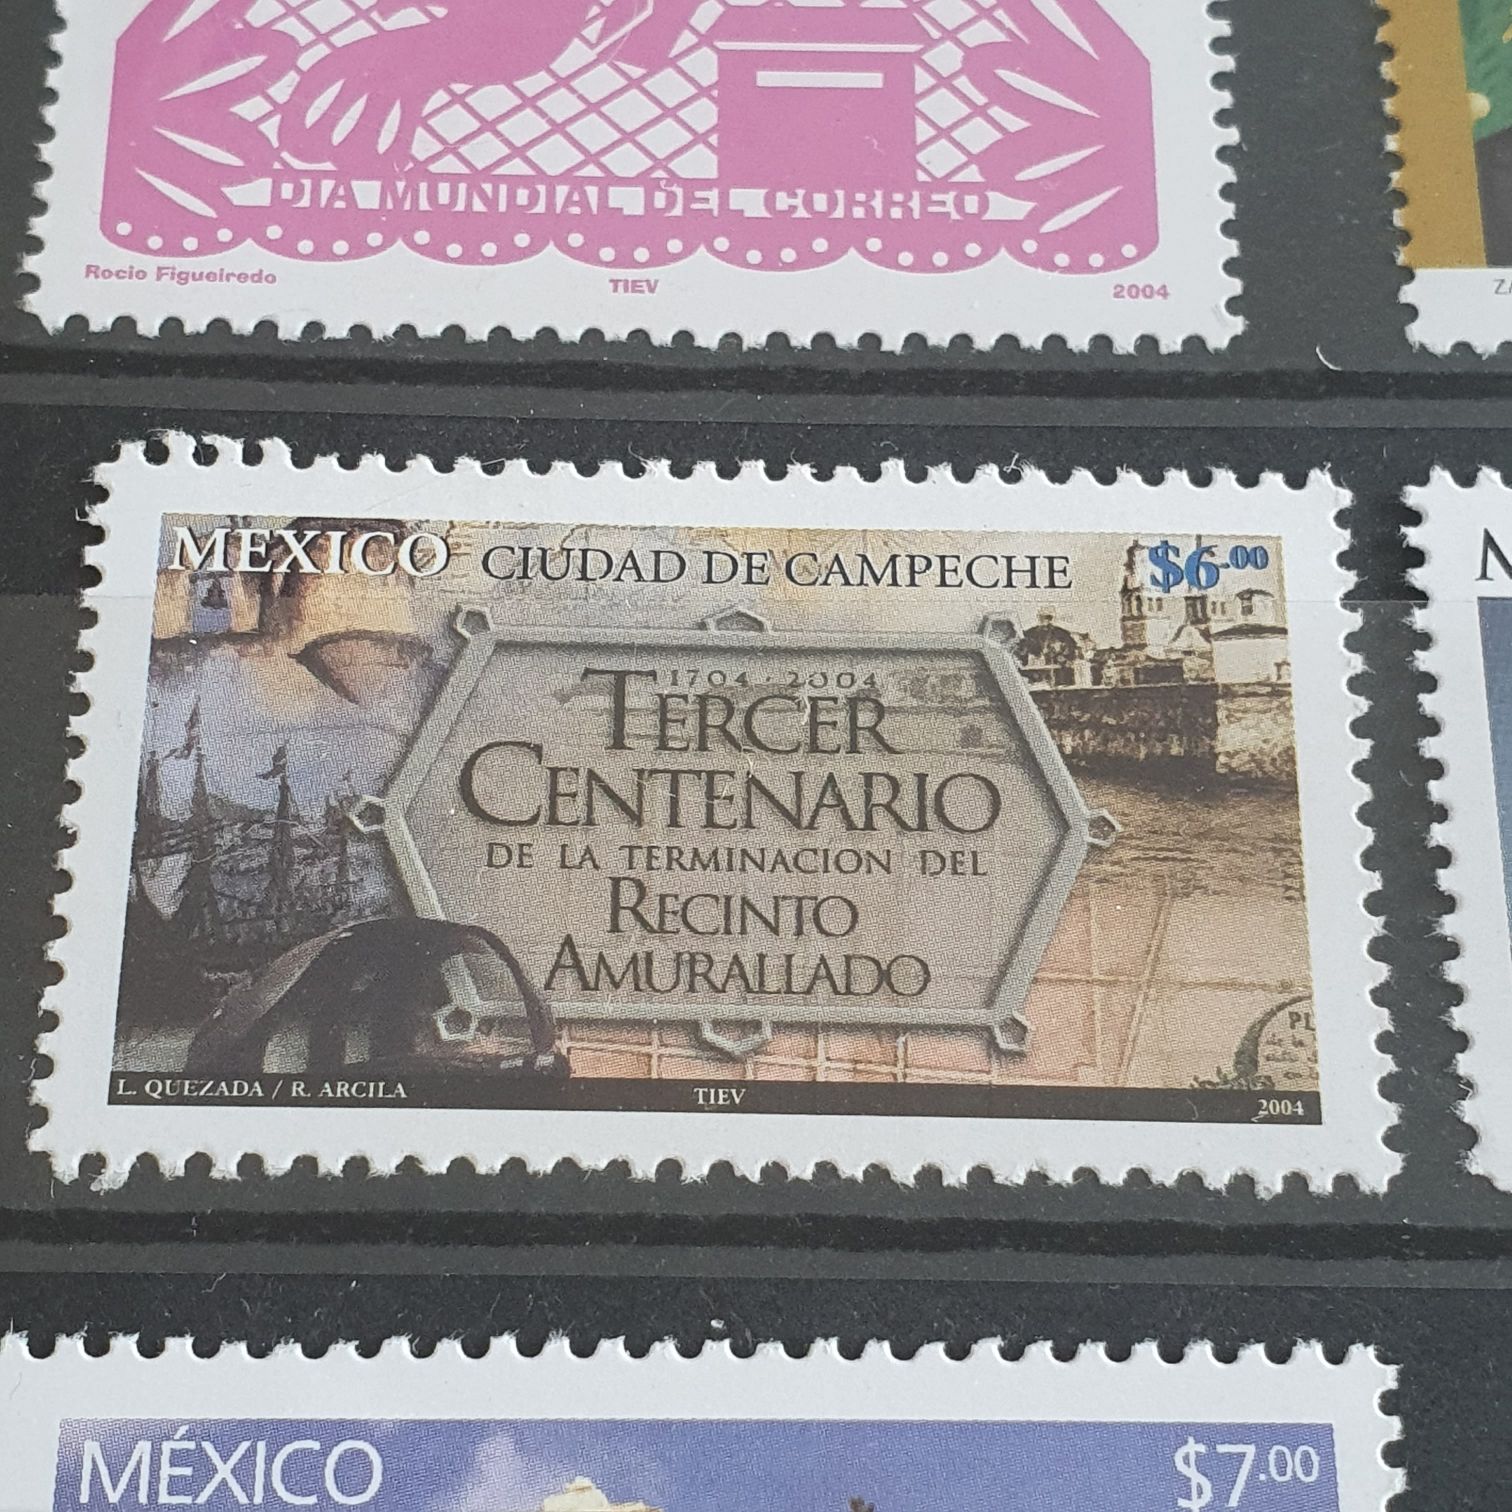 DIA MUNDIAL DEL CORREO
Rocio Figueiredo TIEV 2004
MEXICO CIUDAD DE CAMPECHE $6.00
1704 · 2004
TERCER
CENTENARIO
DE LA TERMINACION DEL
RECINTO
AMURALLADO
PL
L. QUEZADA / R. ARCILA TIEV 2004
MÉXICO $7.00